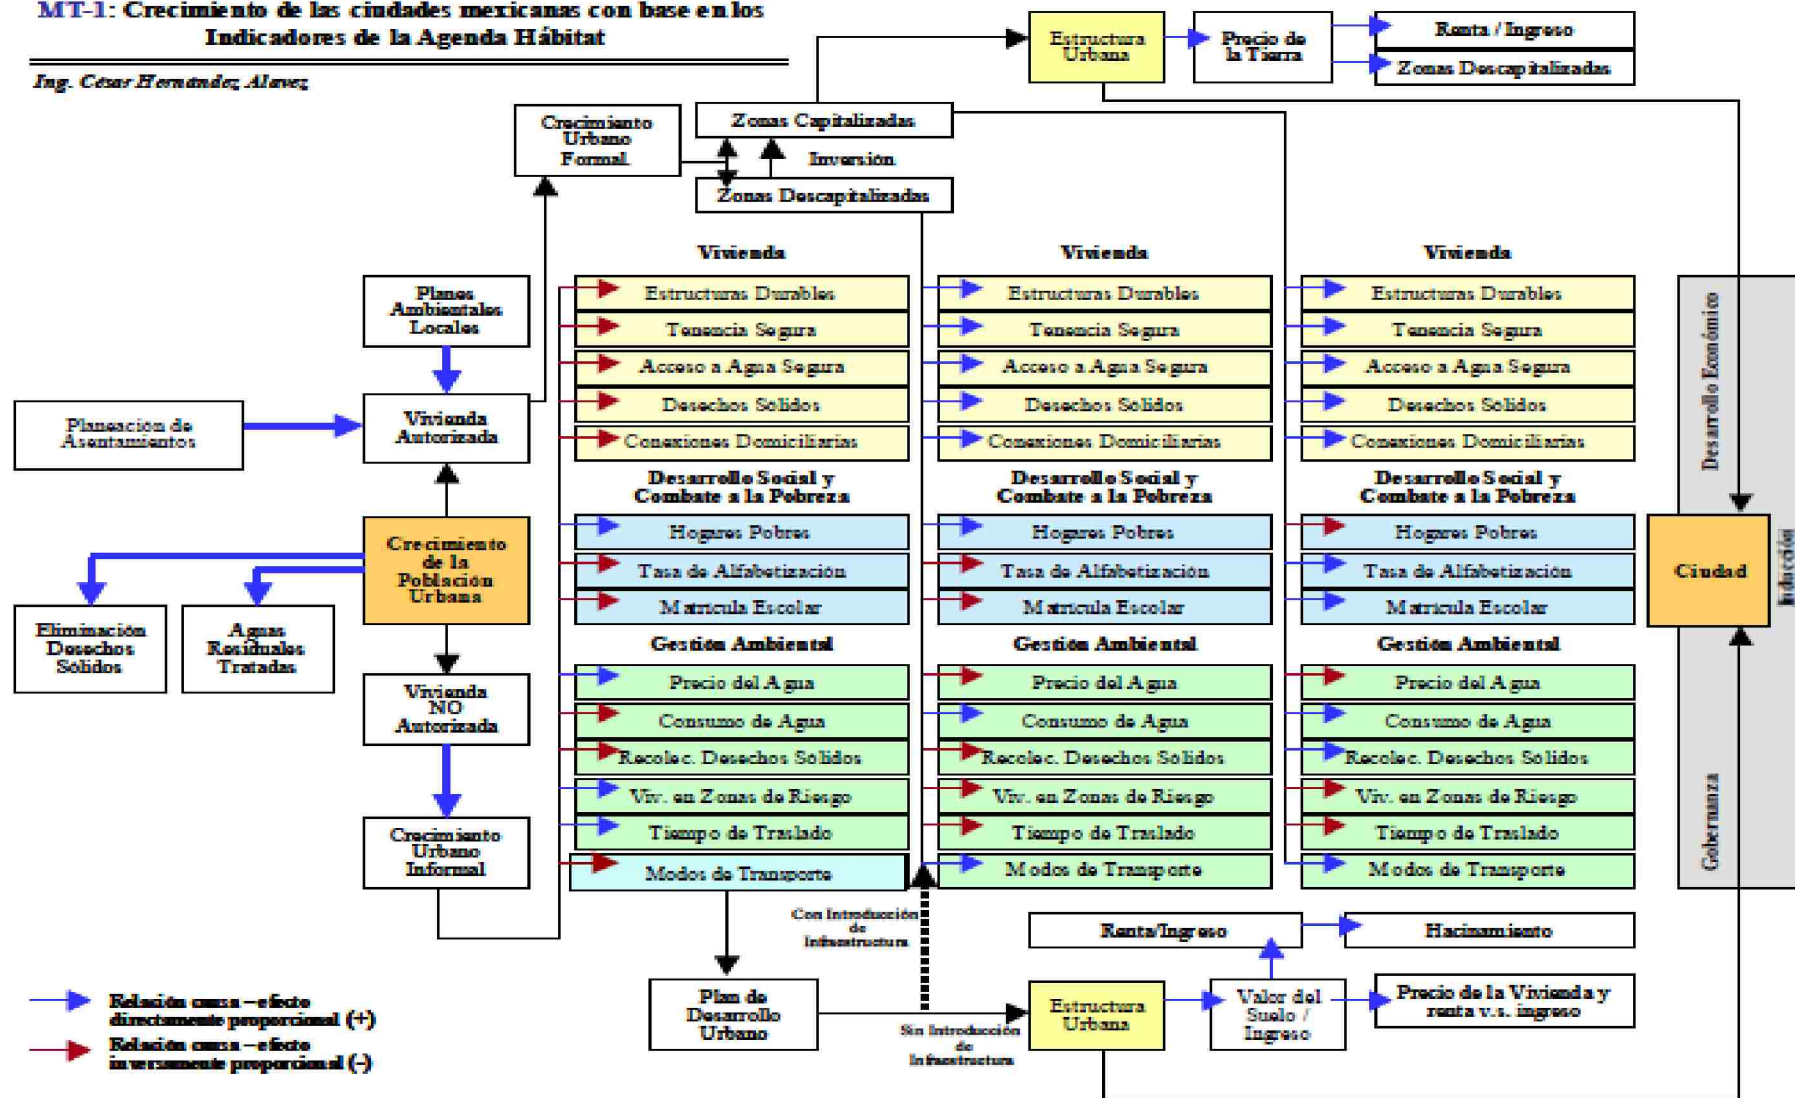 MT-1: Crecimiento de las ciudades mexicanas con base en los
Indicadores de la Agenda Hábitat
Ing. César Hernández Alavez
Estructura
Urbana
Precio de
la Tierra
Renta / Ingreso
Zonas Descapitalizadas
Crecimiento
Urbano
Formal
Zonas Capitalizadas
Inversión
Zonas Descapitalizadas
Planes
Ambientales
Locales
Planeación de
Asentamientos
Vivienda
Autorizada
Crecimiento
de la
Población
Urbana
Eliminación
Desechos
Sólidos
Aguas
Residuales
Tratadas
Vivienda
NO
Autorizada
Crecimiento
Urbano
Informal
Vivienda
Estructuras Durables
Tenencia Segura
Acceso a Agua Segura
Desechos Sólidos
Conexiones Domiciliarias
Desarrollo Social y
Combate a la Pobreza
Hogares Pobres
Tasa de Alfabetización
Matrícula Escolar
Gestión Ambiental
Precio del Agua
Consumo de Agua
Recolec. Desechos Sólidos
Viv. en Zonas de Riesgo
Tiempo de Traslado
Modos de Transporte
Vivienda
Estructuras Durables
Tenencia Segura
Acceso a Agua Segura
Desechos Sólidos
Conexiones Domiciliarias
Desarrollo Social y
Combate a la Pobreza
Hogares Pobres
Tasa de Alfabetización
Matrícula Escolar
Gestión Ambiental
Precio del Agua
Consumo de Agua
Recolec. Desechos Sólidos
Viv. en Zonas de Riesgo
Tiempo de Traslado
Modos de Transporte
Vivienda
Estructuras Durables
Tenencia Segura
Acceso a Agua Segura
Desechos Sólidos
Conexiones Domiciliarias
Desarrollo Social y
Combate a la Pobreza
Hogares Pobres
Tasa de Alfabetización
Matrícula Escolar
Gestión Ambiental
Precio del Agua
Consumo de Agua
Recolec. Desechos Sólidos
Viv. en Zonas de Riesgo
Tiempo de Traslado
Modos de Transporte
Desarrollo Económico
Ciudad
Inducción
Gobernanza
Con Introducción
de
Infraestructura
Plan de
Desarrollo
Urbano
Sin Introducción
de
Infraestructura
Estructura
Urbana
Renta/Ingreso
Hacinamiento
Valor del
Suelo /
Ingreso
Precio de la Vivienda y
renta v.s. ingreso
Relación causa – efecto
directamente proporcional (+)
Relación causa – efecto
inversamente proporcional (-)